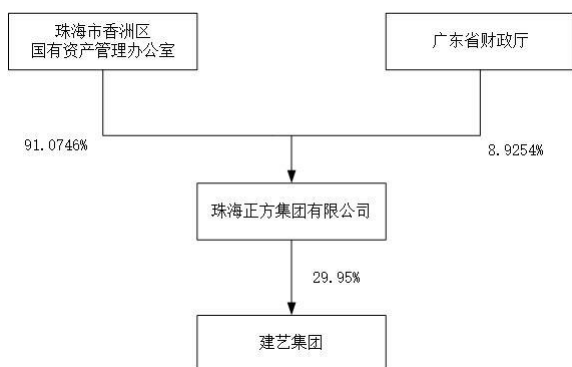 珠海市香洲区
国有资产管理办公室
广东省财政厅
91.0746%
8.9254%
珠海正方集团有限公司
29.95%
建艺集团